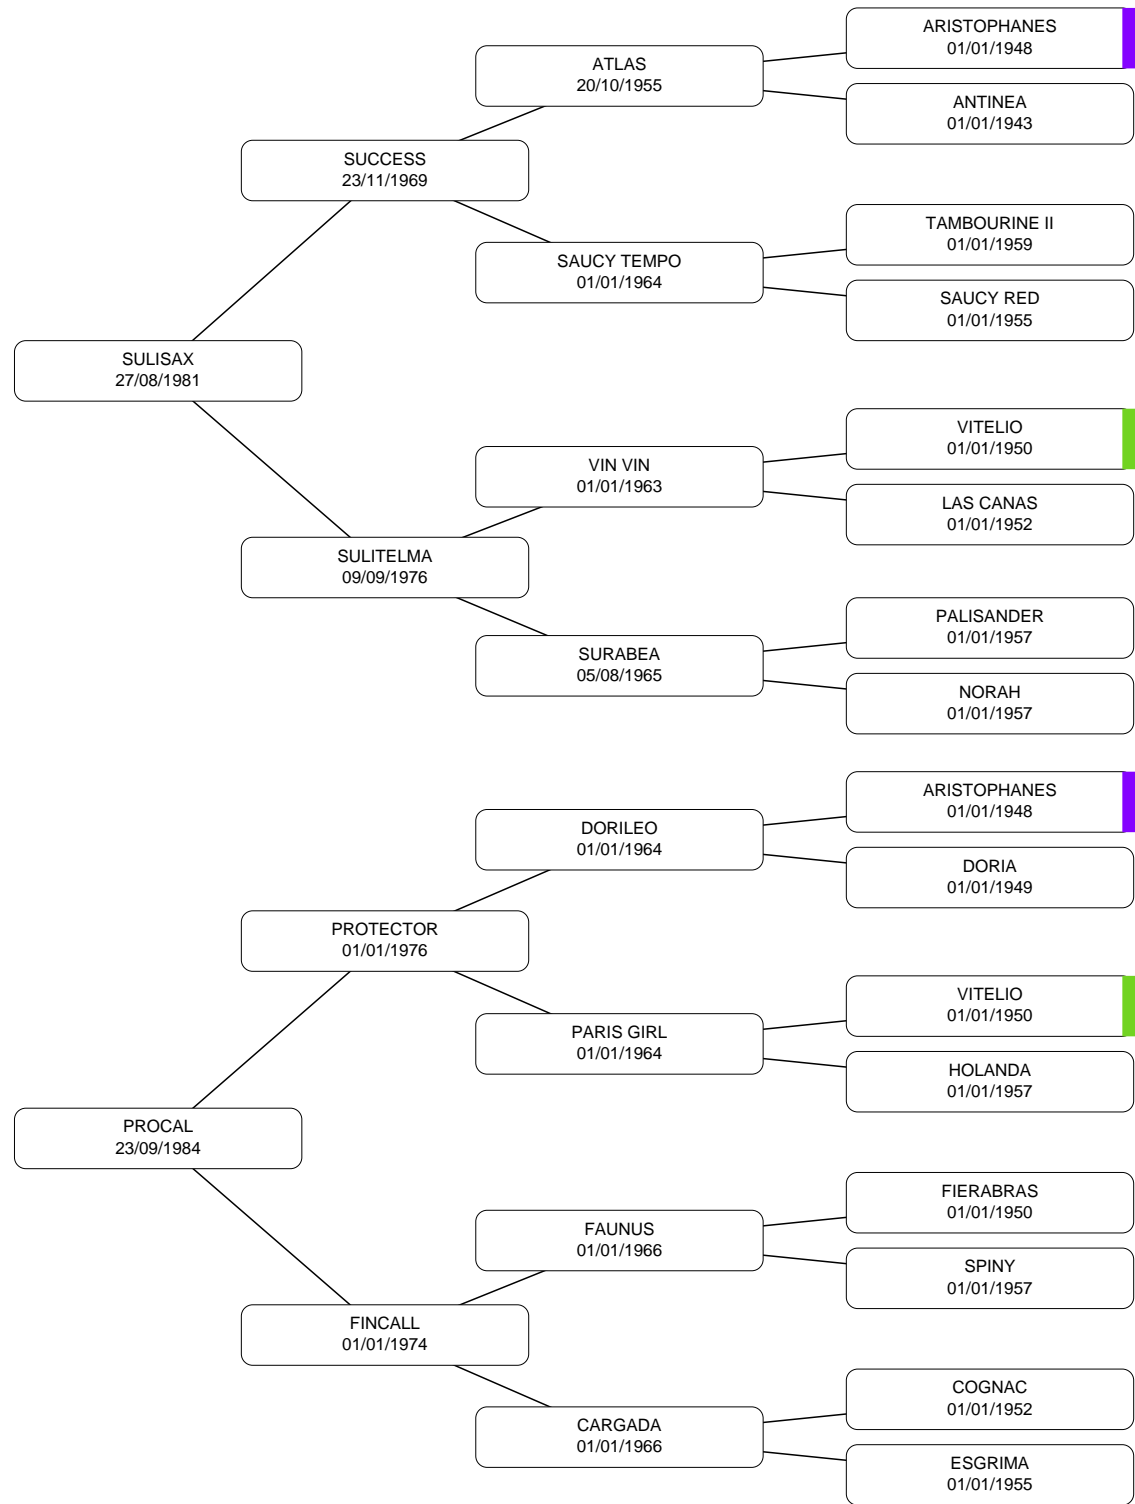 ARISTOPHANES
01/01/1948
ATLAS
20/10/1955
ANTINEA
01/01/1943
SUCCESS
23/11/1969
TAMBOURINE II
01/01/1959
SAUCY TEMPO
01/01/1964
SAUCY RED
01/01/1955
SULISAX
27/08/1981
VITELIO
01/01/1950
VIN VIN
01/01/1963
LAS CANAS
01/01/1952
SULITELMA
09/09/1976
PALISANDER
01/01/1957
SURABEA
05/08/1965
NORAH
01/01/1957
ARISTOPHANES
01/01/1948
DORILEO
01/01/1964
DORIA
01/01/1949
PROTECTOR
01/01/1976
VITELIO
01/01/1950
PARIS GIRL
01/01/1964
HOLANDA
01/01/1957
PROCAL
23/09/1984
FIERABRAS
01/01/1950
FAUNUS
01/01/1966
SPINY
01/01/1957
FINCALL
01/01/1974
COGNAC
01/01/1952
CARGADA
01/01/1966
ESGRIMA
01/01/1955